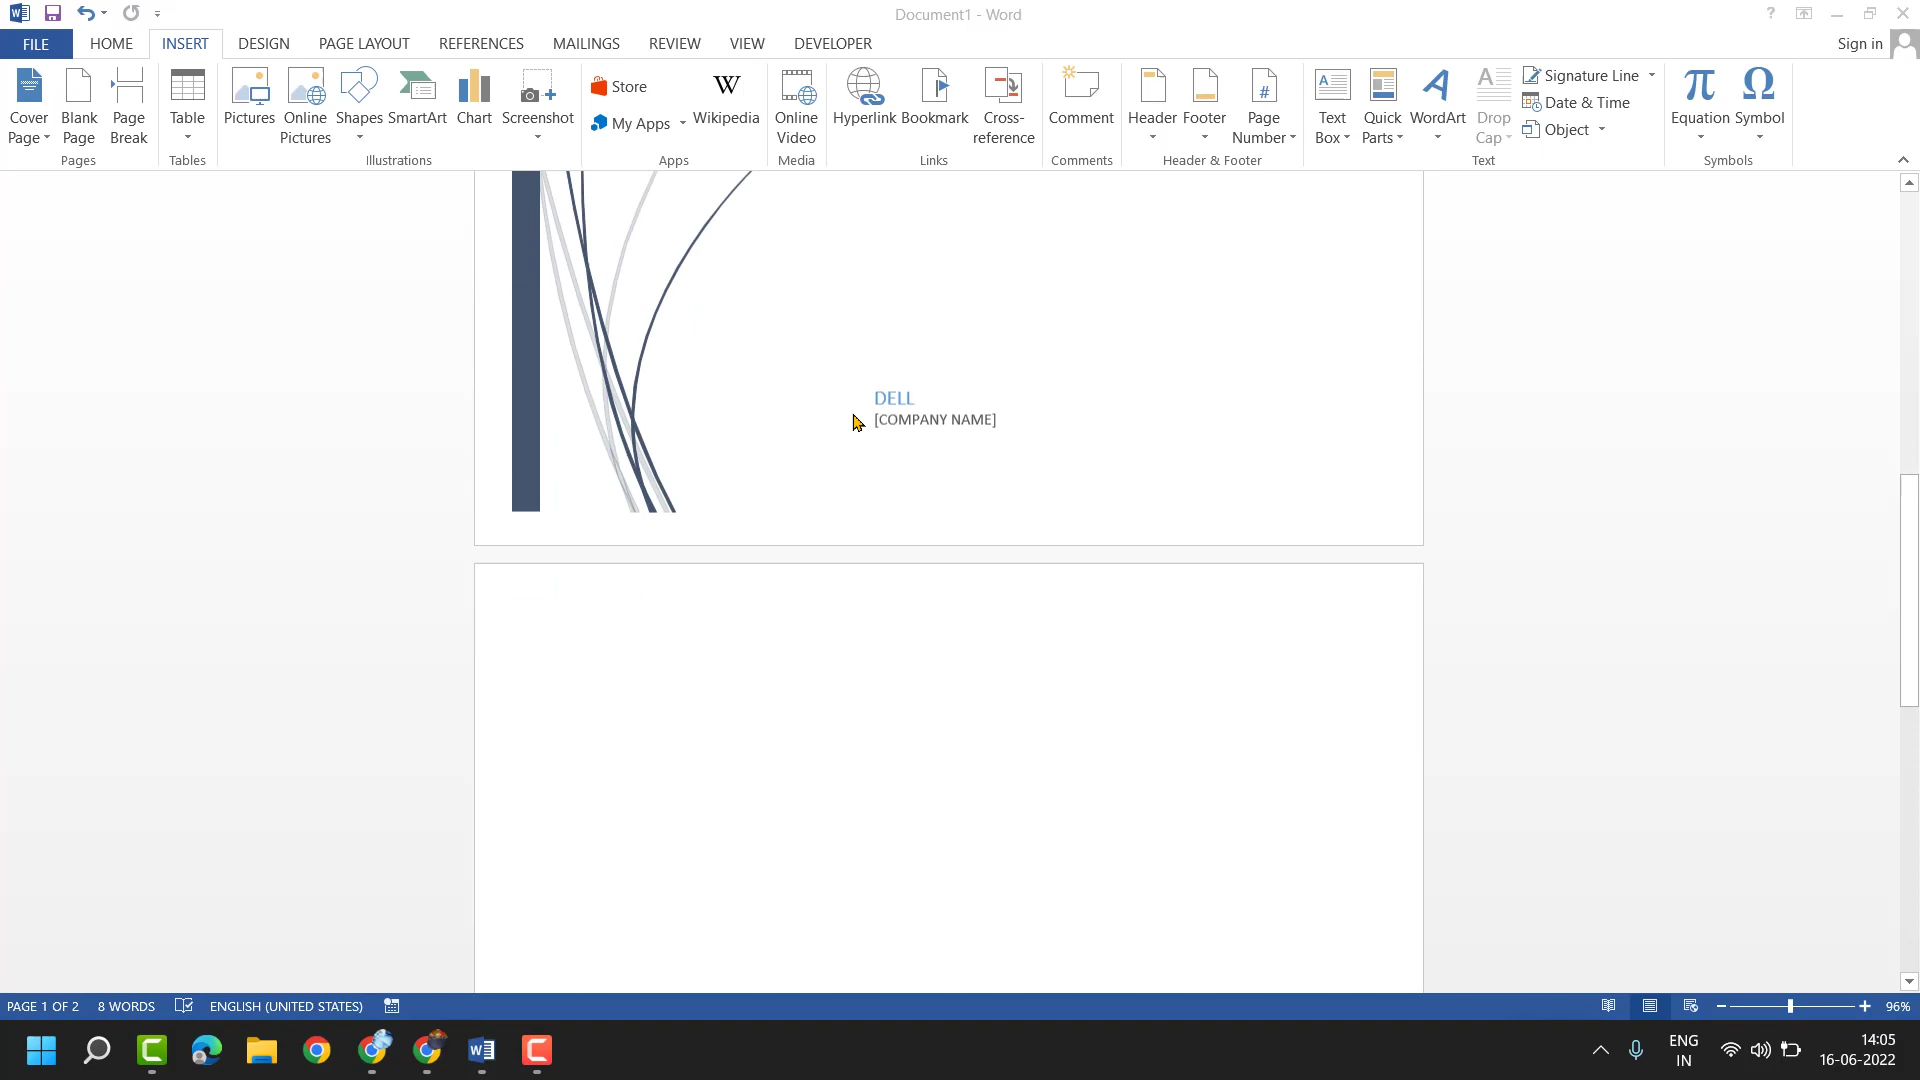 Document1 - Word
?
FILE
HOME
INSERT
DESIGN
PAGE LAYOUT
REFERENCES
MAILINGS
REVIEW
VIEW
DEVELOPER
Sign in
Cover
Page
Blank
Page
Page
Break
Pages
Table
Tables
Pictures
Online
Pictures
Shapes
SmartArt
Chart
Screenshot
Illustrations
Store
My Apps
W
Wikipedia
Apps
Online
Video
Media
Hyperlink
Bookmark
Cross-
reference
Links
Comment
Comments
Header
Footer
#
Page
Number
Header & Footer
A
Text
Box
Quick
Parts
A
WordArt
A
Drop
Cap
Signature Line
Date & Time
Object
Text
π
Equation
Ω
Symbol
Symbols
DELL
[COMPANY NAME]
PAGE 1 OF 2
8 WORDS
ENGLISH (UNITED STATES)
96%
ENG
IN
14:05
16-06-2022